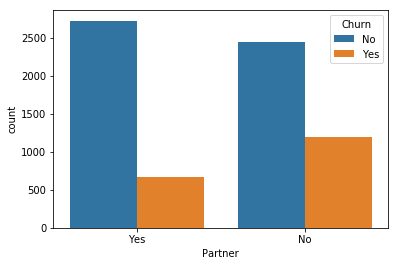 Churn
No
Yes
2500
2000
1500
1000
500
0
count
Yes
No
Partner